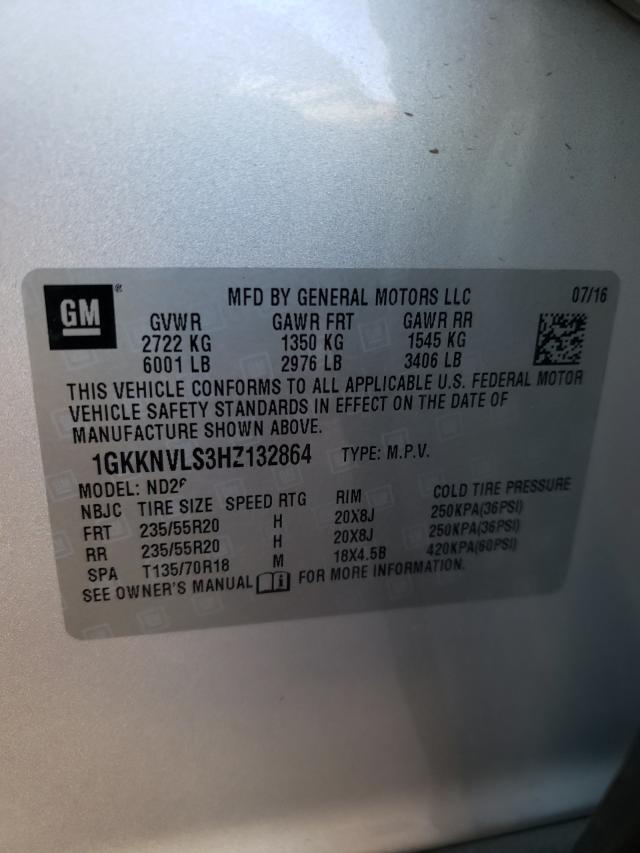 GM®
MFD BY GENERAL MOTORS LLC 07/16
GVWR GAWR FRT GAWR RR
2722 KG 1350 KG 1545 KG
6001 LB 2976 LB 3406 LB
THIS VEHICLE CONFORMS TO ALL APPLICABLE U.S. FEDERAL MOTOR
VEHICLE SAFETY STANDARDS IN EFFECT ON THE DATE OF
MANUFACTURE SHOWN ABOVE.
1GKKNVLS3HZ132864 TYPE: M.P.V.
MODEL:
NBJC TIRE SIZE SPEED RTG RIM COLD TIRE PRESSURE
FRT 235/55R20 H 20X8J 250KPA(36PSI)
RR 235/55R20 H 20X8J 250KPA(36PSI)
SPA T135/70R18 M 18X4.5B 420KPA(60PSI)
SEE OWNER'S MANUAL FOR MORE INFORMATION.